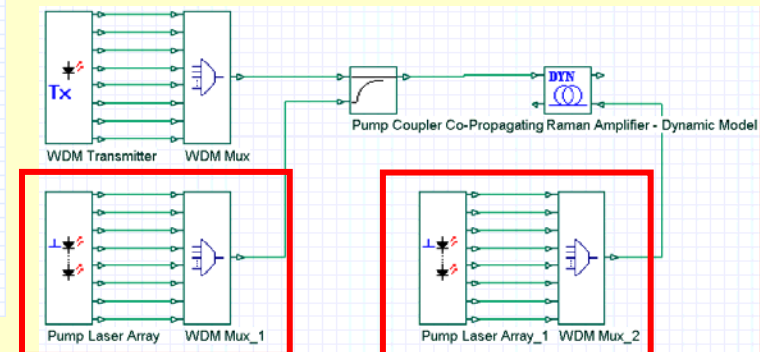 DYN
Tx
Pump Coupler Co-Propagating Raman Amplifier - Dynamic Model
WDM Transmitter WDM Mux
Pump Laser Array WDM Mux_1 Pump Laser Array_1 WDM Mux_2